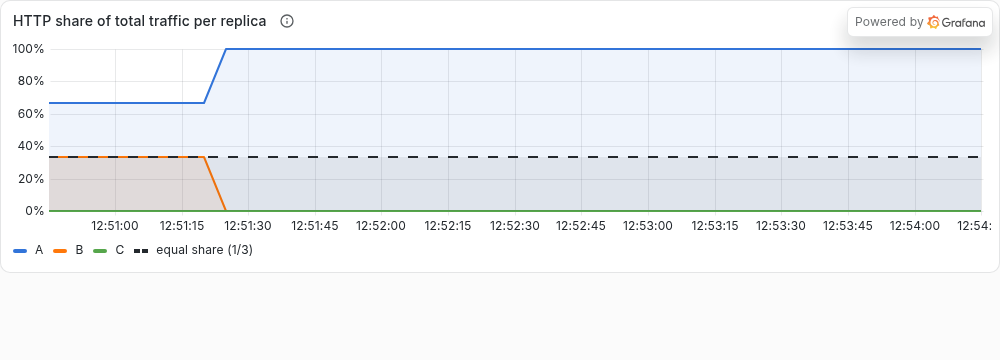 HTTP share of total traffic per replica
Powered by Grafana
100%
80%
60%
40%
20%
0%
12:51:00 12:51:15 12:51:30 12:51:45 12:52:00 12:52:15 12:52:30 12:52:45 12:53:00 12:53:15 12:53:30 12:53:45 12:54:00 12:54:
A B C equal share (1/3)